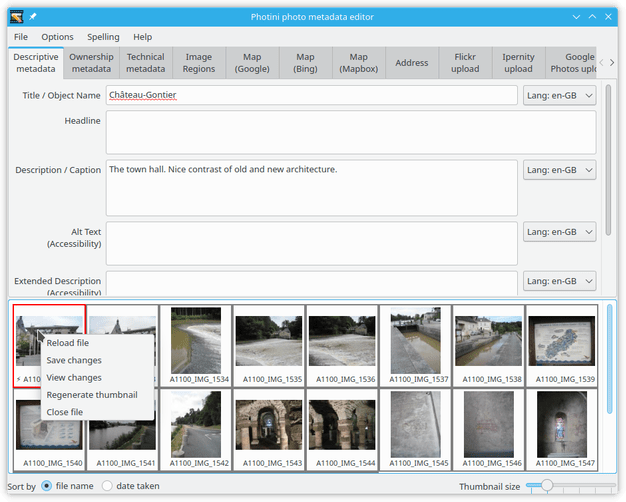 Photini photo metadata editor
File Options Spelling Help
Descriptive metadata
Ownership metadata
Technical metadata
Image Regions
Map (Google)
Map (Bing)
Map (Mapbox)
Address
Flickr upload
Ipernity upload
Google Photos uplo
Title / Object Name
Château-Gontier
Lang: en-GB
Headline
Description / Caption
The town hall. Nice contrast of old and new architecture.
Lang: en-GB
Alt Text (Accessibility)
Lang: en-GB
Extended Description (Accessibility)
Lang: en-GB
A110
A1100_IMG_1534
A1100_IMG_1535
A1100_IMG_1536
A1100_IMG_1537
A1100_IMG_1538
A1100_IMG_1539
Reload file
Save changes
View changes
Regenerate thumbnail
Close file
A1100_IMG_1540
A1100_IMG_1541
A1100_IMG_1542
A1100_IMG_1543
A1100_IMG_1544
A1100_IMG_1545
A1100_IMG_1546
A1100_IMG_1547
Sort by file name date taken
Thumbnail size